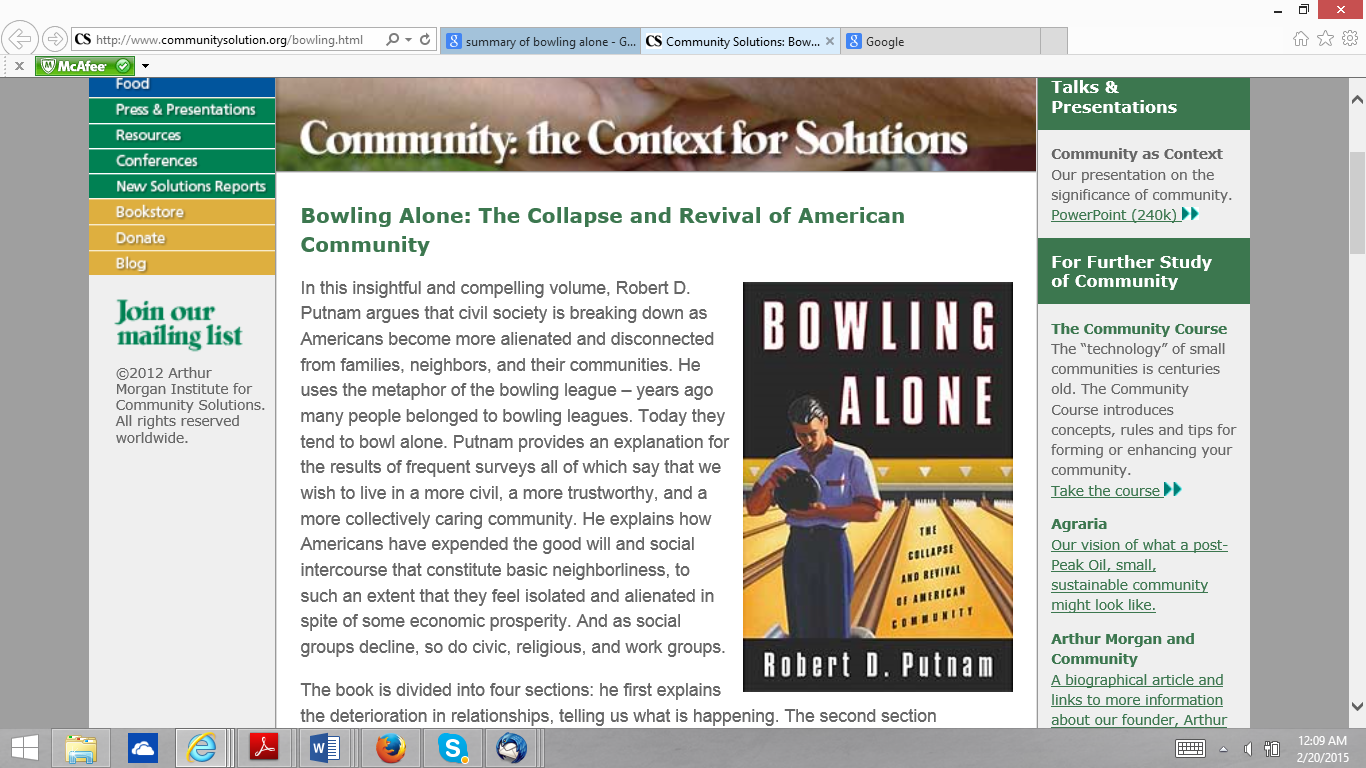 http://www.communitysolution.org/bowling.html
summary of bowling alone - G...
Community Solutions: Bow...
Google
McAfee
Food
Press & Presentations
Resources
Conferences
New Solutions Reports
Bookstore
Donate
Blog
Join our
mailing list
©2012 Arthur
Morgan Institute for
Community Solutions.
All rights reserved
worldwide.
Community: the Context for Solutions
Bowling Alone: The Collapse and Revival of American
Community
In this insightful and compelling volume, Robert D.
Putnam argues that civil society is breaking down as
Americans become more alienated and disconnected
from families, neighbors, and their communities. He
uses the metaphor of the bowling league – years ago
many people belonged to bowling leagues. Today they
tend to bowl alone. Putnam provides an explanation for
the results of frequent surveys all of which say that we
wish to live in a more civil, a more trustworthy, and a
more collectively caring community. He explains how
Americans have expended the good will and social
intercourse that constitute basic neighborliness, to
such an extent that they feel isolated and alienated in
spite of some economic prosperity. And as social
groups decline, so do civic, religious, and work groups.
The book is divided into four sections: he first explains
the deterioration in relationships, telling us what is happening. The second section
BOWLING
ALONE
THE
COLLAPSE
AND REVIVAL
OF AMERICAN
COMMUNITY
Robert D. Putnam
Talks &
Presentations
Community as Context
Our presentation on the
significance of community.
PowerPoint (240k)
For Further Study
of Community
The Community Course
The “technology” of small
communities is centuries
old. The Community
Course introduces
concepts, rules and tips for
forming or enhancing your
community.
Take the course
Agraria
Our vision of what a post-
Peak Oil, small,
sustainable community
might look like.
Arthur Morgan and
Community
A biographical article and
links to more information
about our founder, Arthur
12:09 AM
2/20/2015